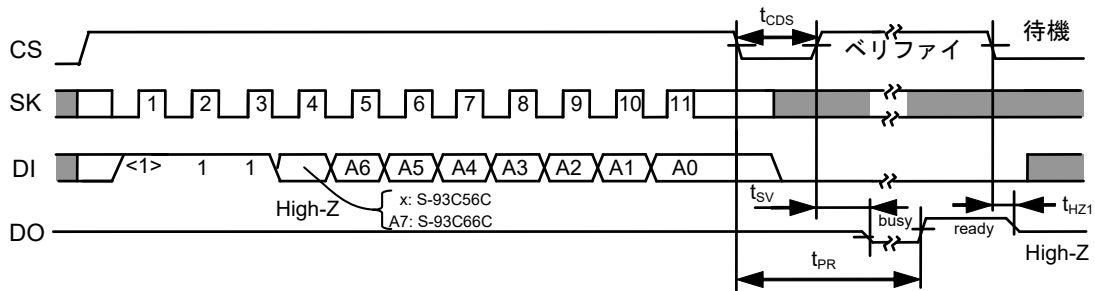 CS
tCDS
ベリファイ
待機
SK
1 2 3 4 5 6 7 8 9 10 11
DI
<1> 1 1 A6 A5 A4 A3 A2 A1 A0
High-Z
x: S-93C56C
A7: S-93C66C
tSV
busy
ready
tHZ1
DO
High-Z
tPR